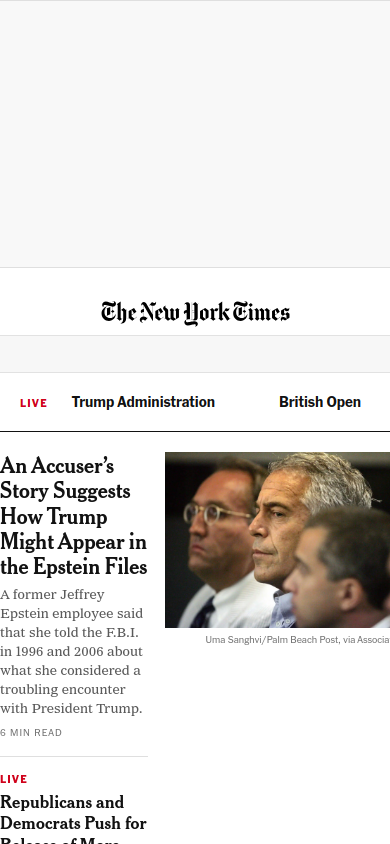 The New York Times
LIVE
Trump Administration
British Open
An Accuser’s
Story Suggests
How Trump
Might Appear in
the Epstein Files
A former Jeffrey
Epstein employee said
that she told the F.B.I.
in 1996 and 2006 about
what she considered a
troubling encounter
with President Trump.
6 MIN READ
Uma Sanghvi/Palm Beach Post, via Associa
LIVE
Republicans and
Democrats Push for
Release of More